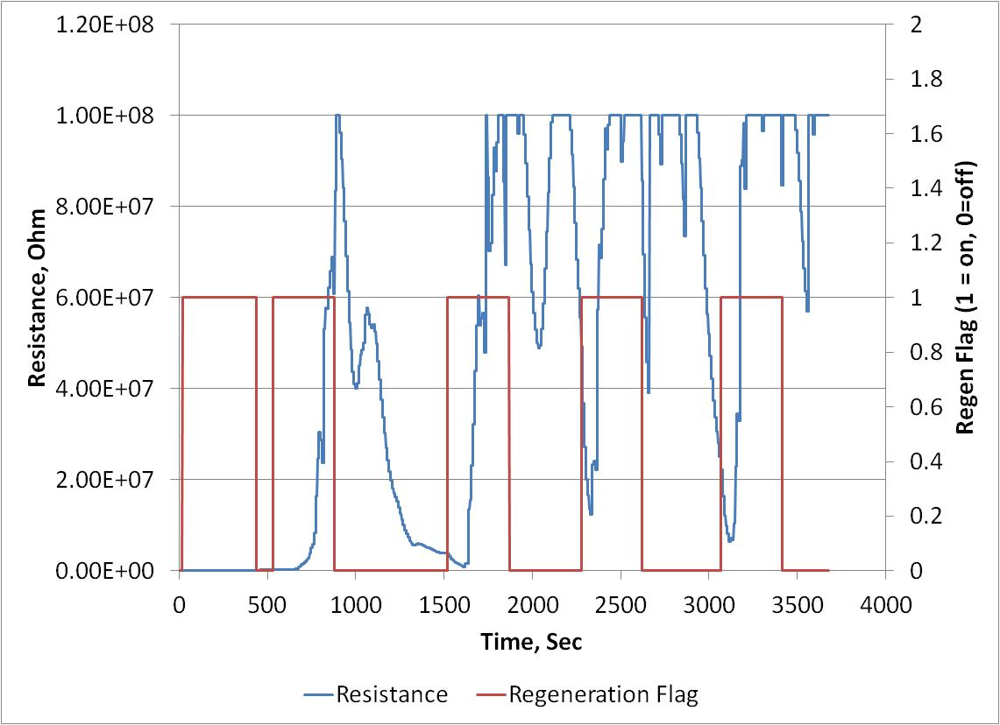 1.20E+08
1.00E+08
8.00E+07
6.00E+07
4.00E+07
2.00E+07
0.00E+00
Resistance, Ohm
2
1.8
1.6
1.4
1.2
1
0.8
0.6
0.4
0.2
0
Regen Flag (1 = on, 0=off)
0 500 1000 1500 2000 2500 3000 3500 4000
Time, Sec
Resistance Regeneration Flag